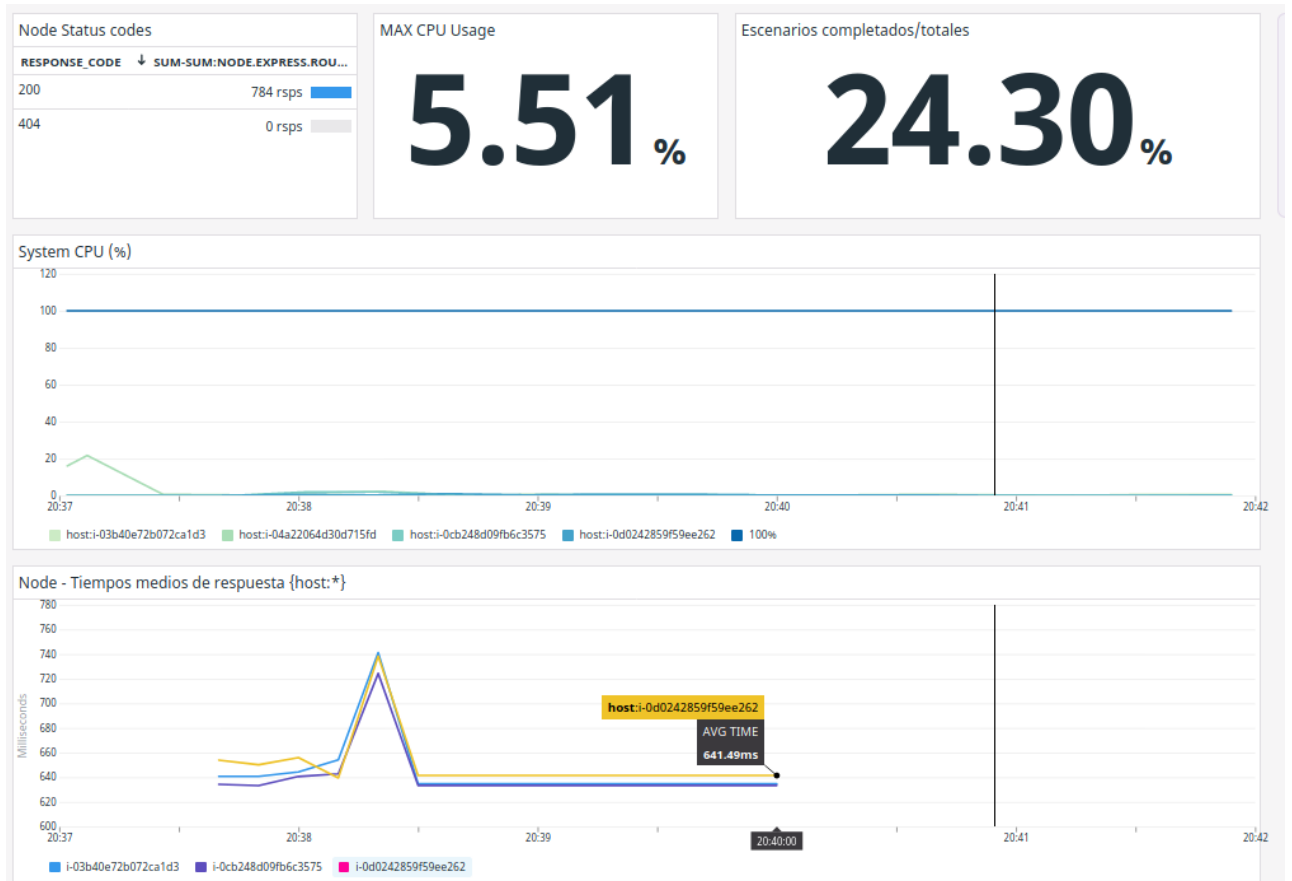 Node Status codes
RESPONSE_CODE ↓ SUM-SUM:NODE.EXPRESS.ROU...
200 784 rsps
404 0 rsps
MAX CPU Usage
5.51 %
Escenarios completados/totales
24.30 %
System CPU (%)
120
100
80
60
40
20
0
20:37 20:38 20:39 20:40 20:41 20:42
host:i-03b40e72b072ca1d3 host:i-04a22064d30d715fd host:i-0cb248d09fb6c3575 host:i-0d0242859f59ee262 100%
Node - Tiempos medios de respuesta {host:*}
Milliseconds
780
760
740
720
700
680
660
640
620
600
host:i-0d0242859f59ee262
AVG TIME
641.49ms
20:37 20:38 20:39 20:40:00 20:41 20:42
i-03b40e72b072ca1d3 i-0cb248d09fb6c3575 i-0d0242859f59ee262